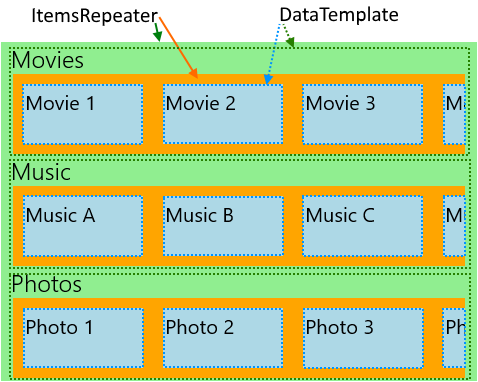 ItemsRepeater DataTemplate
Movies
Movie 1 Movie 2 Movie 3
Music
Music A Music B Music C
Photos
Photo 1 Photo 2 Photo 3